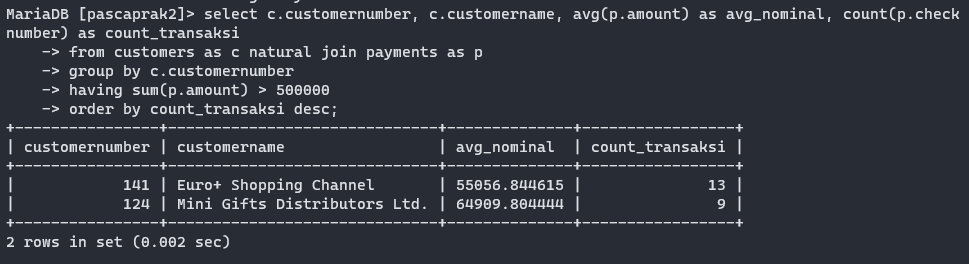 MariaDB [pascaprak2]> select c.customernumber, c.customername, avg(p.amount) as avg_nominal, count(p.check
number) as count_transaksi
    -> from customers as c natural join payments as p
    -> group by c.customernumber
    -> having sum(p.amount) > 500000
    -> order by count_transaksi desc;
+----------------+------------------------------+--------------+-----------------+
| customernumber | customername                 | avg_nominal  | count_transaksi |
+----------------+------------------------------+--------------+-----------------+
|            141 | Euro+ Shopping Channel       | 55056.844615 |              13 |
|            124 | Mini Gifts Distributors Ltd. | 64909.804444 |               9 |
+----------------+------------------------------+--------------+-----------------+
2 rows in set (0.002 sec)